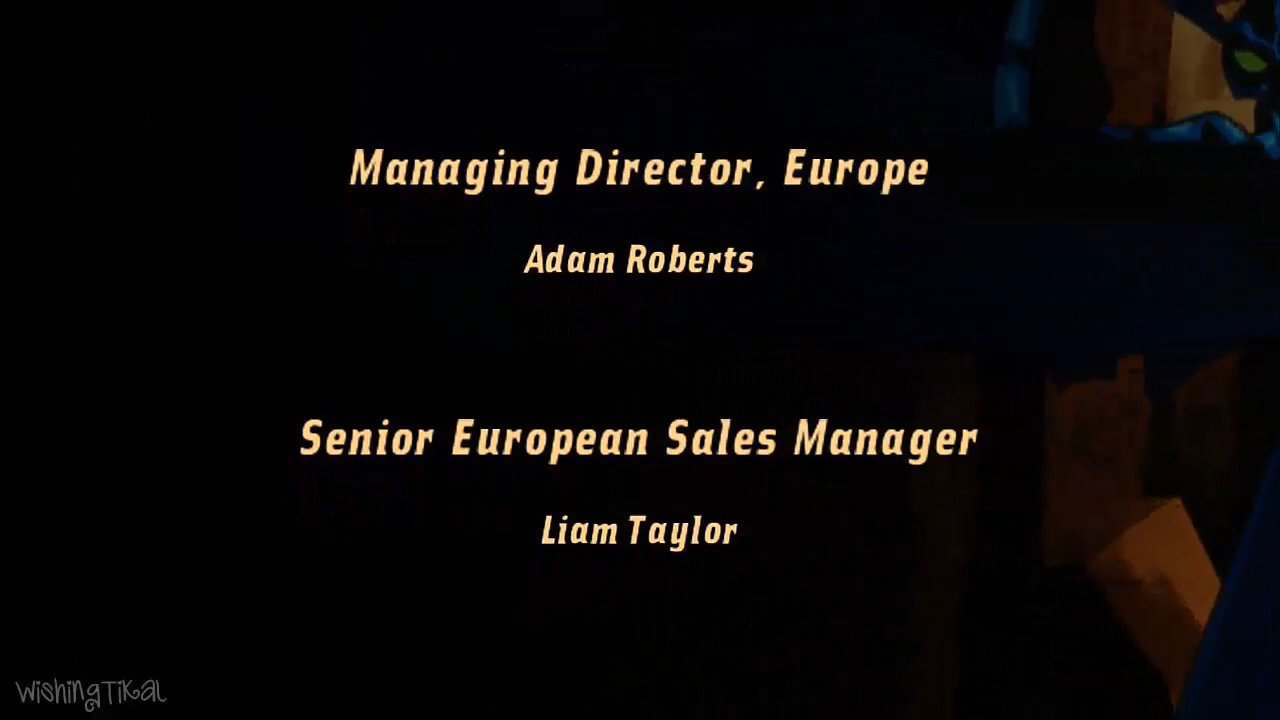 Managing Director, Europe
Adam Roberts
Senior European Sales Manager
Liam Taylor
WishingTikal